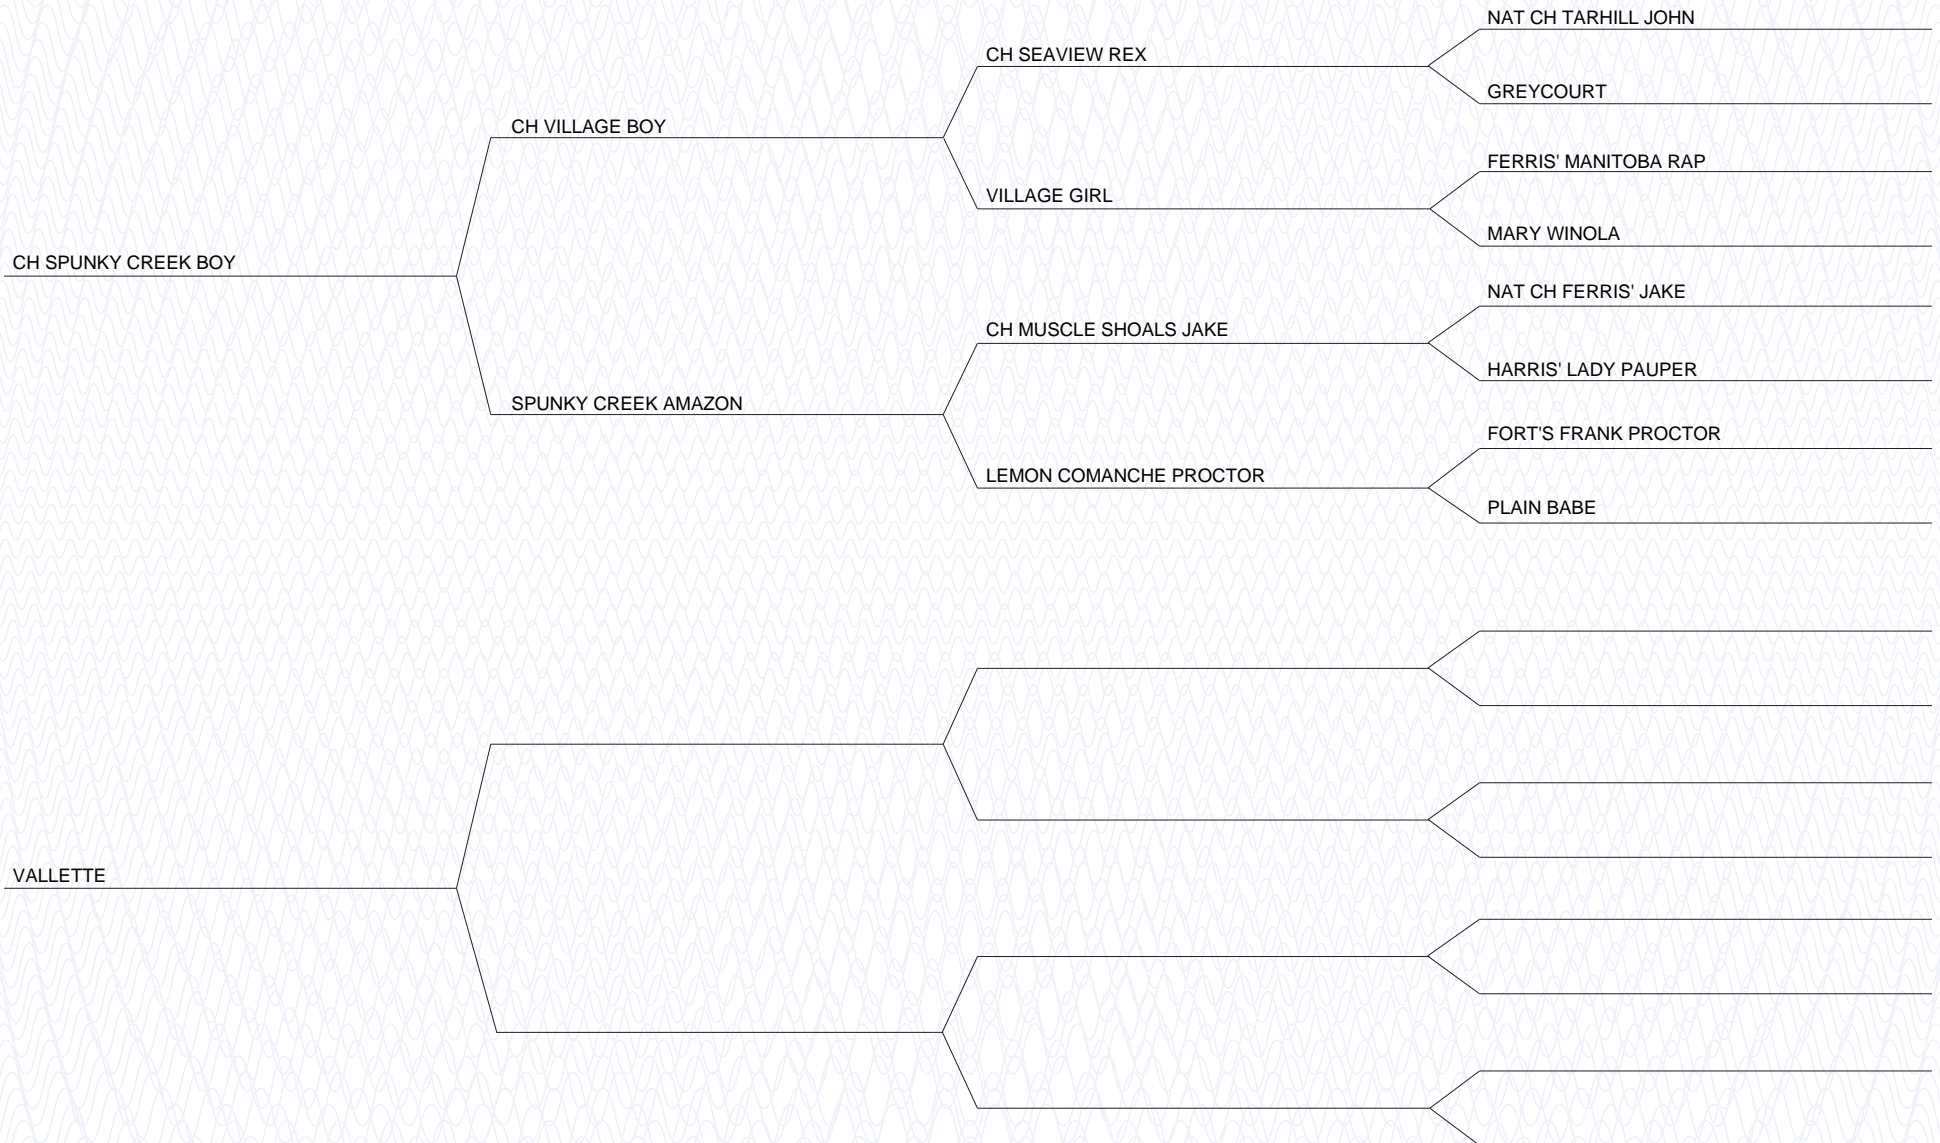 NAT CH TARHILL JOHN
CH SEAVIEW REX
GREYCOURT
CH VILLAGE BOY
FERRIS' MANITOBA RAP
VILLAGE GIRL
MARY WINOLA
CH SPUNKY CREEK BOY
NAT CH FERRIS' JAKE
CH MUSCLE SHOALS JAKE
HARRIS' LADY PAUPER
SPUNKY CREEK AMAZON
FORT'S FRANK PROCTOR
LEMON COMANCHE PROCTOR
PLAIN BABE
VALLETTE